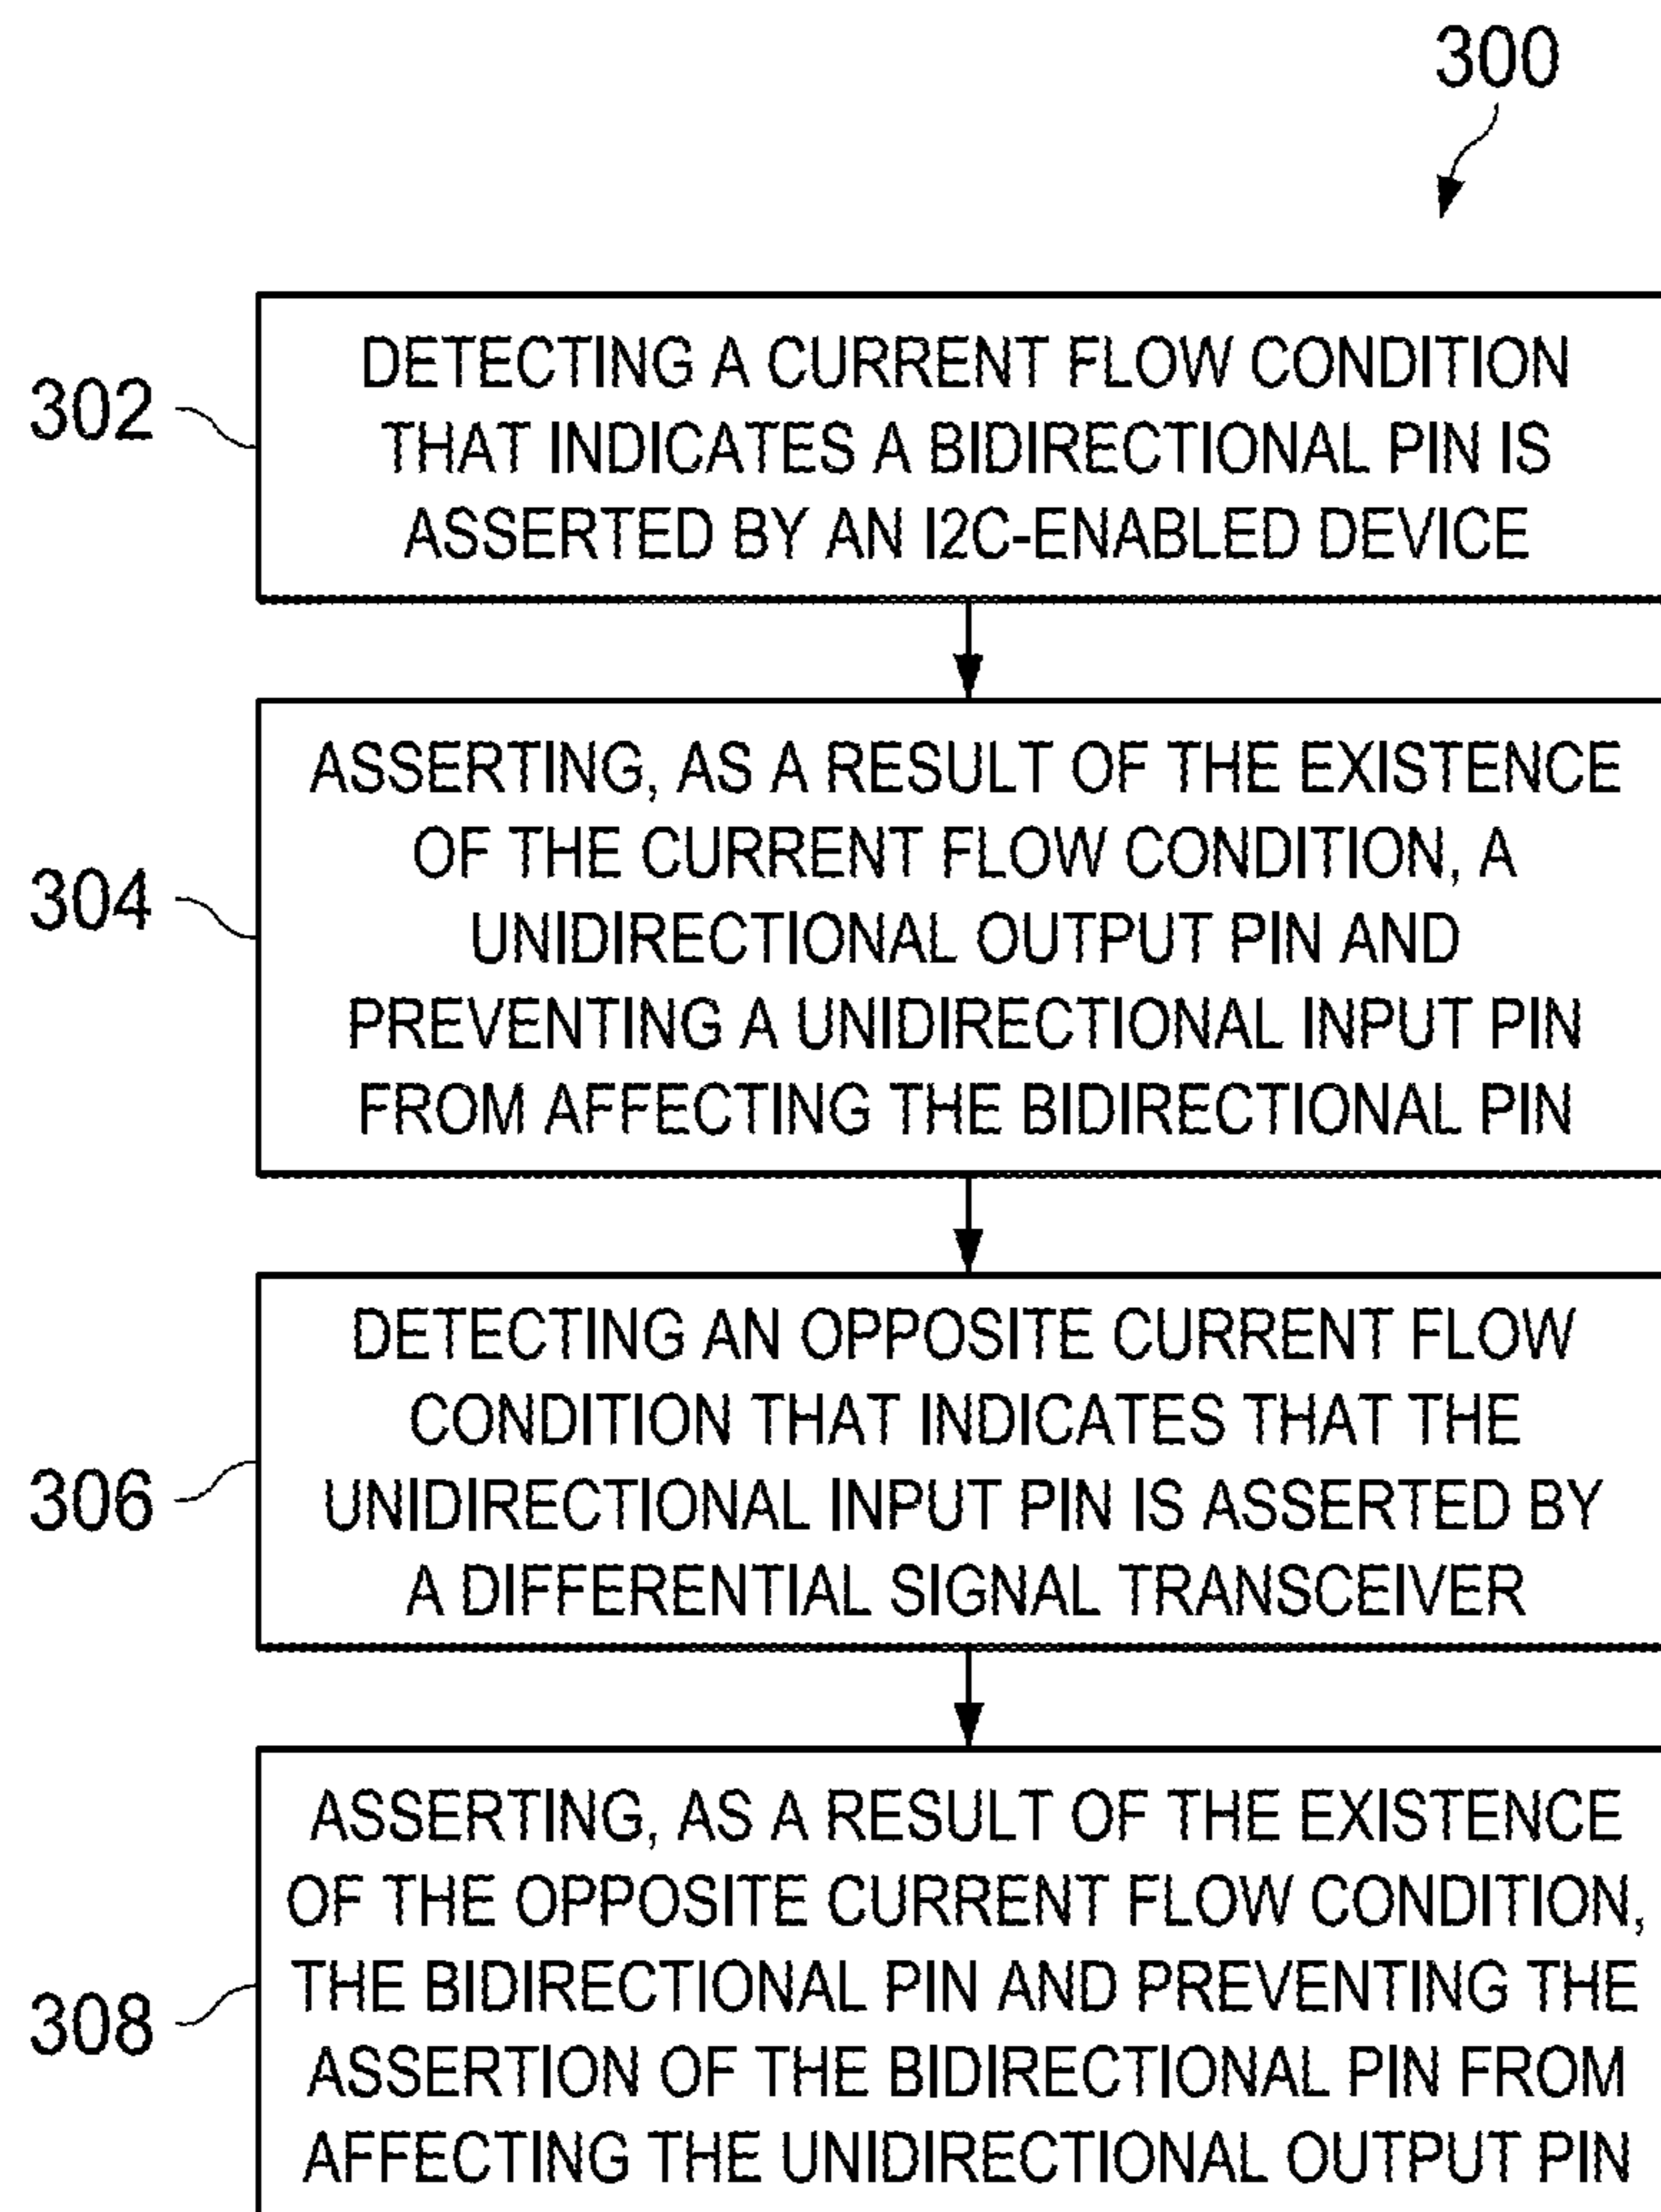 300
302
DETECTING A CURRENT FLOW CONDITION
THAT INDICATES A BIDIRECTIONAL PIN IS
ASSERTED BY AN I2C-ENABLED DEVICE
304
ASSERTING, AS A RESULT OF THE EXISTENCE
OF THE CURRENT FLOW CONDITION, A
UNIDIRECTIONAL OUTPUT PIN AND
PREVENTING A UNIDIRECTIONAL INPUT PIN
FROM AFFECTING THE BIDIRECTIONAL PIN
306
DETECTING AN OPPOSITE CURRENT FLOW
CONDITION THAT INDICATES THAT THE
UNIDIRECTIONAL INPUT PIN IS ASSERTED BY
A DIFFERENTIAL SIGNAL TRANSCEIVER
308
ASSERTING, AS A RESULT OF THE EXISTENCE
OF THE OPPOSITE CURRENT FLOW CONDITION,
THE BIDIRECTIONAL PIN AND PREVENTING THE
ASSERTION OF THE BIDIRECTIONAL PIN FROM
AFFECTING THE UNIDIRECTIONAL OUTPUT PIN